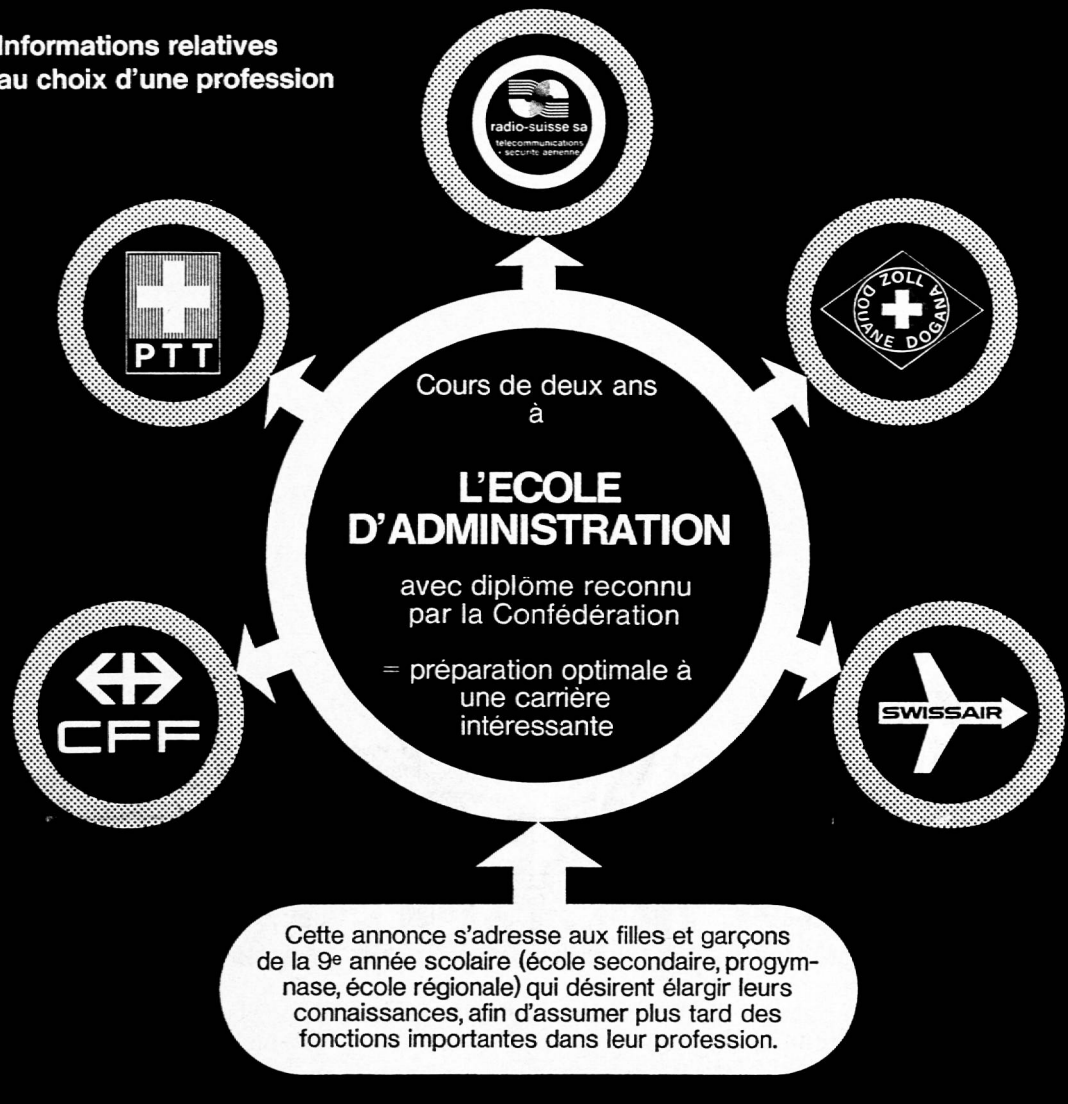 Informations relatives
au choix d'une profession
radio-suisse sa
télécommunications
+ sécurité aérienne
PTT
ZOLL DOGANA DOUANE
Cours de deux ans
à
L'ECOLE
D'ADMINISTRATION
avec diplôme reconnu
par la Confédération
= préparation optimale à
une carrière
intéressante
CFF
SWISSAIR
Cette annonce s'adresse aux filles et garçons
de la 9e année scolaire (école secondaire, progym-
nase, école régionale) qui désirent élargir leurs
connaissances, afin d'assumer plus tard des
fonctions importantes dans leur profession.